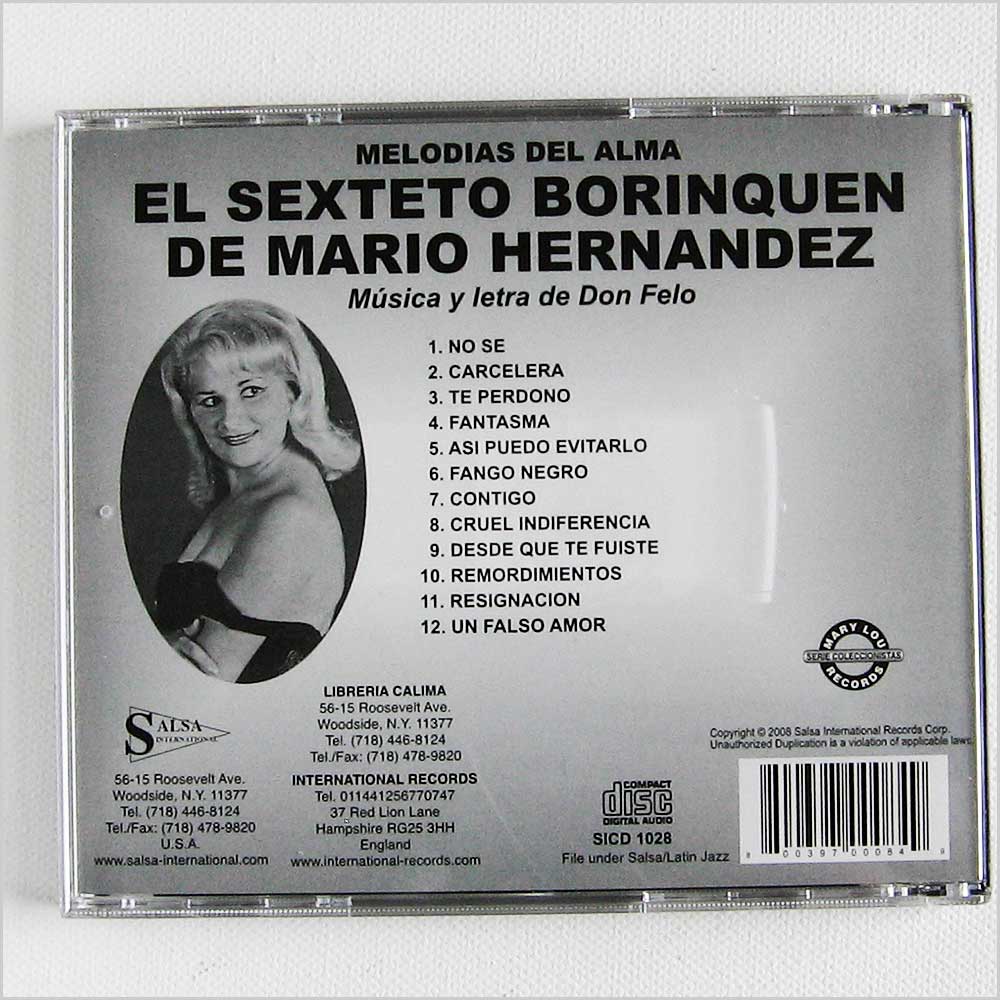 MELODIAS DEL ALMA
EL SEXTETO BORINQUEN
DE MARIO HERNANDEZ
Música y letra de Don Felo
1. NO SE
2. CARCELERA
3. TE PERDONO
4. FANTASMA
5. ASI PUEDO EVITARLO
6. FANGO NEGRO
7. CONTIGO
8. CRUEL INDIFERENCIA
9. DESDE QUE TE FUISTE
10. REMORDIMIENTOS
11. RESIGNACION
12. UN FALSO AMOR
MARY LOU
SERIE COLECCIONISTAS
RECORDS
SALSA
INTERNATIONAL
56-15 Roosevelt Ave.
Woodside, N.Y. 11377
Tel. (718) 446-8124
Tel./Fax: (718) 478-9820
U.S.A.
www.salsa-international.com
LIBRERIA CALIMA
56-15 Roosevelt Ave.
Woodside, N.Y. 11377
Tel. (718) 446-8124
Tel./Fax: (718) 478-9820
INTERNATIONAL RECORDS
Tel. 011441256770747
37 Red Lion Lane
Hampshire RG25 3HH
England
www.international-records.com
COMPACT
disc
DIGITAL AUDIO
SICD 1028
File under Salsa/Latin Jazz
Copyright © 2008 Salsa International Records Corp.
Unauthorized Duplication is a violation of applicable laws.
8 00397 00084 9